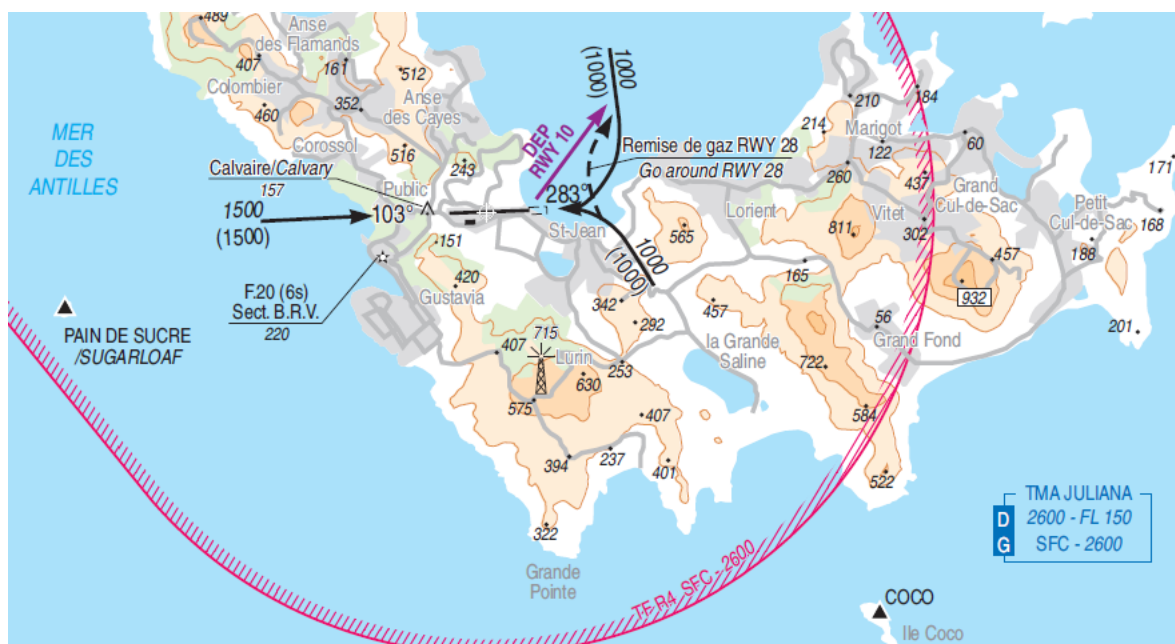 489
Anse
des Flamands
407
161
512
Colombier
460
352
Anse
des Cayes
Corossol
516
243
MER
DES
ANTILLES
Calvaire/Calvary
157
Public
1500
(1500)
103°
283°
DEP
RWY 10
1000
(1000)
Remise de gaz RWY 28
Go around RWY 28
St-Jean
1000
(1000)
210
184
214
Marigot
122
60
171
260
437
Grand
Cul-de-Sac
Petit
Cul-de-Sac
168
Lorient
Vitet
811
302
457
188
565
932
201
151
420
Gustavia
F.20 (6s)
Sect. B.R.V.
220
PAIN DE SUCRE
/SUGARLOAF
342
292
457
165
56
la Grande
Saline
Grand Fond
407
715
Lurin
630
253
722
575
407
584
394
237
401
522
322
Grande
Pointe
TF R4 SFC - 2600
TMA JULIANA
D 2600 - FL 150
G SFC - 2600
COCO
Ile Coco